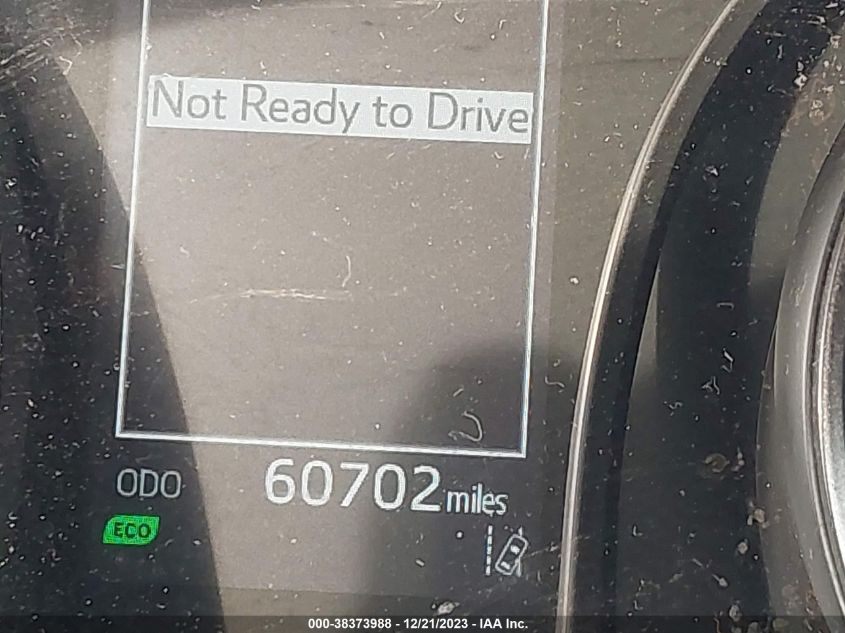 Not Ready to Drive
ODO 60702 miles
ECO
000-38373988 - 12/21/2023 - IAA Inc.